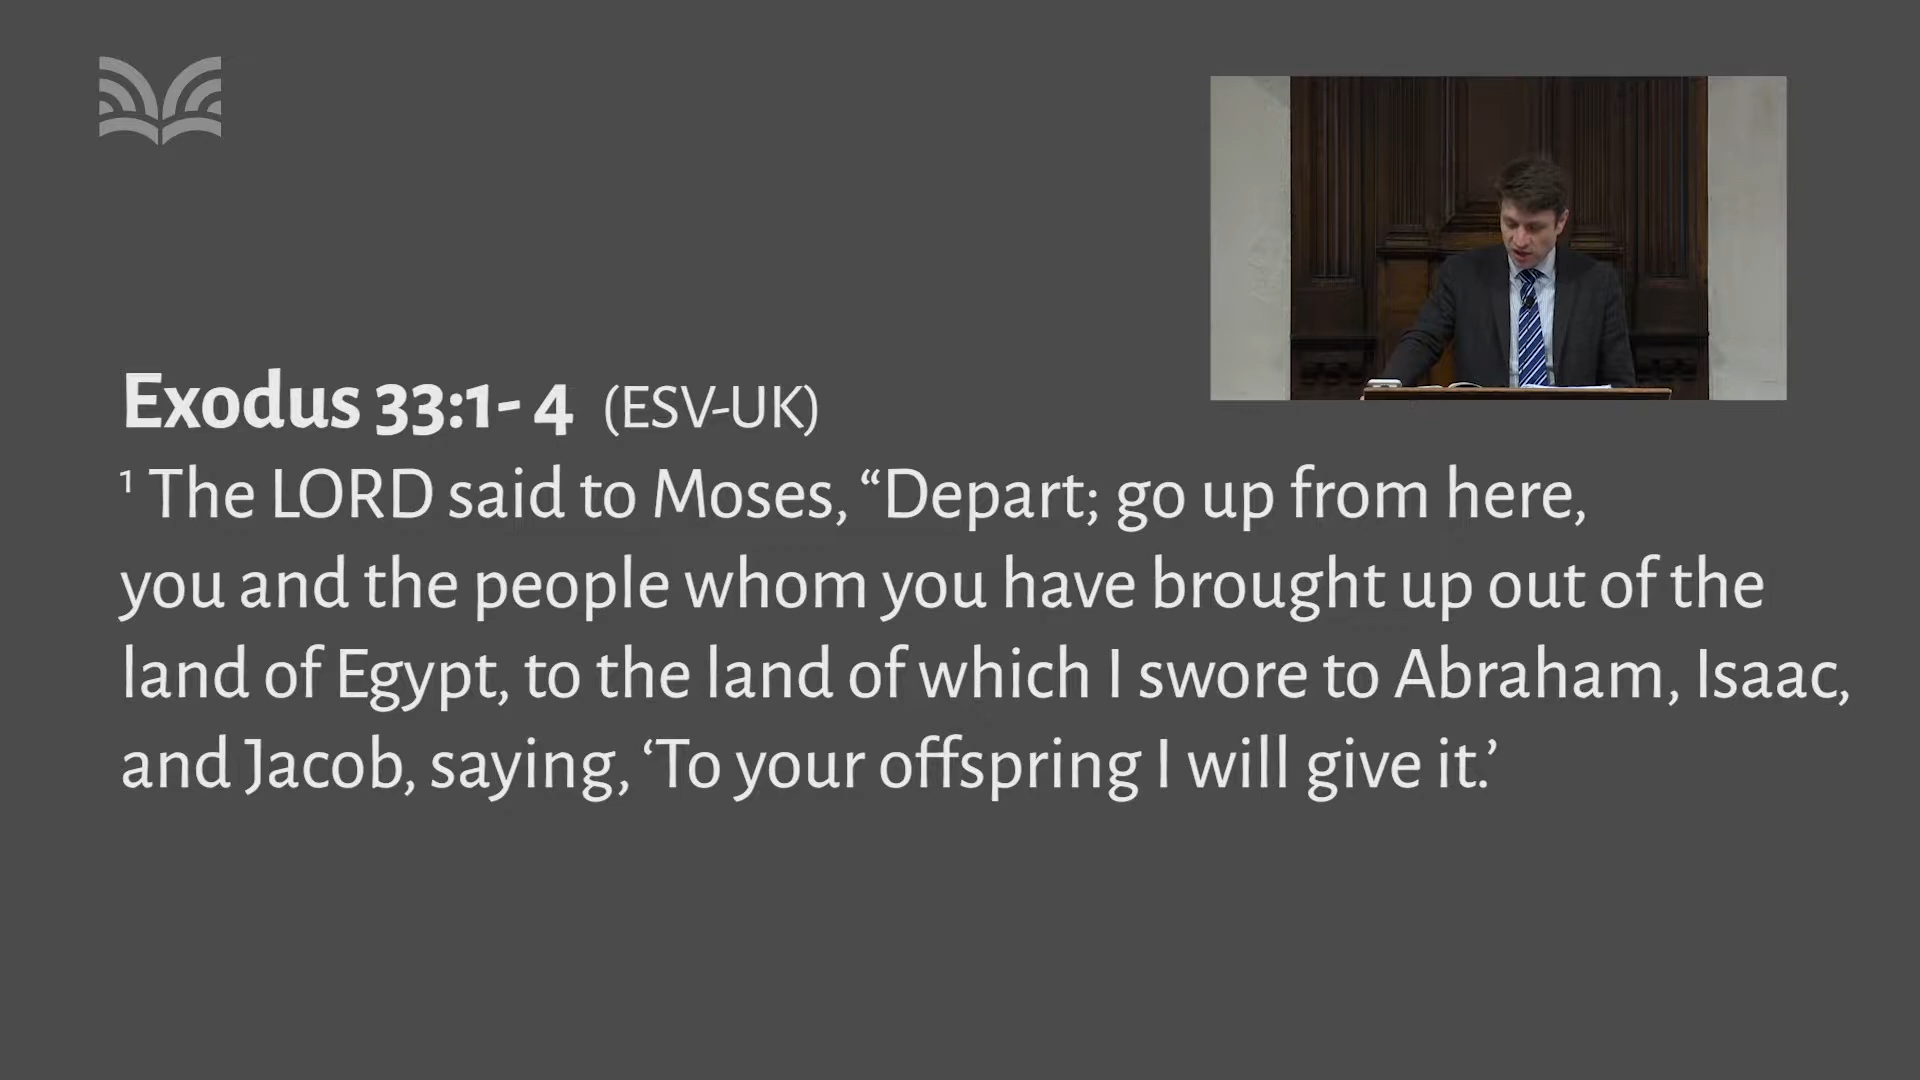 Exodus 33:1- 4 (ESV-UK)
¹ The LORD said to Moses, “Depart; go up from here,
you and the people whom you have brought up out of the
land of Egypt, to the land of which I swore to Abraham, Isaac,
and Jacob, saying, ‘To your offspring I will give it.’